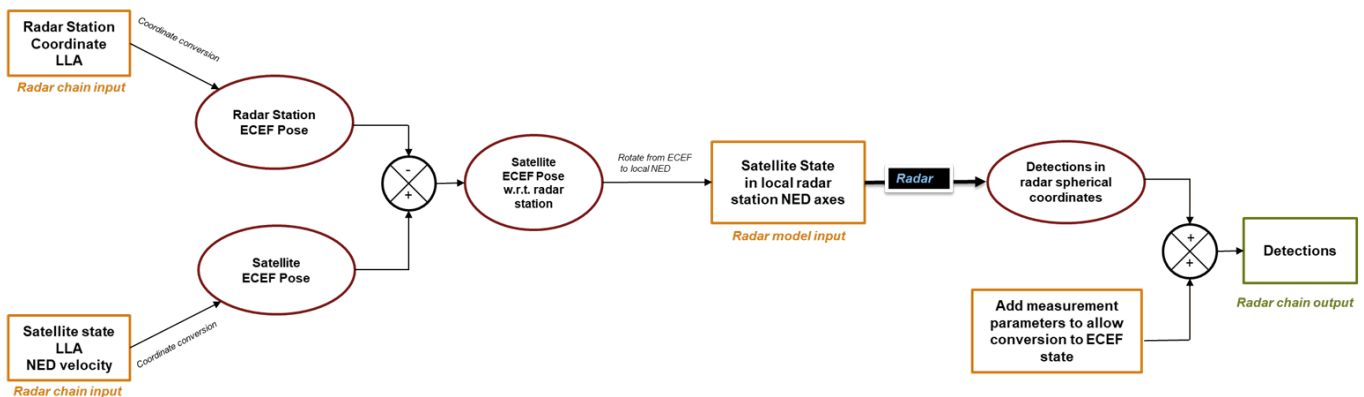 Radar Station
Coordinate
LLA
Radar chain input
Coordinate conversion
Radar Station
ECEF Pose
Satellite
ECEF Pose
Satellite state
LLA
NED velocity
Radar chain input
Coordinate conversion
-
+
Satellite
ECEF Pose
w.r.t. radar
station
Rotate from ECEF
to local NED
Satellite State
in local radar
station NED axes
Radar model input
Radar
Detections in
radar spherical
coordinates
+
+
Add measurement
parameters to allow
conversion to ECEF
state
Detections
Radar chain output